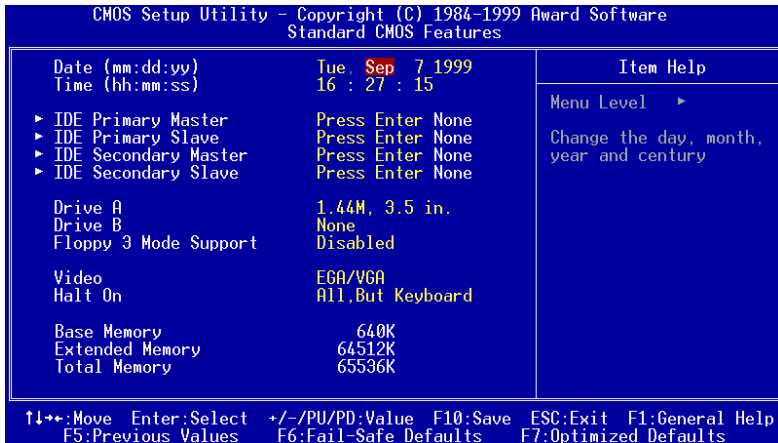 CMOS Setup Utility - Copyright (C) 1984-1999 Award Software
Standard CMOS Features
Date (mm:dd:yy) Tue, Sep 7 1999
Time (hh:mm:ss) 16 : 27 : 15
► IDE Primary Master Press Enter None
► IDE Primary Slave Press Enter None
► IDE Secondary Master Press Enter None
► IDE Secondary Slave Press Enter None
Drive A 1.44M, 3.5 in.
Drive B None
Floppy 3 Mode Support Disabled
Video EGA/VGA
Halt On All,But Keyboard
Base Memory 640K
Extended Memory 64512K
Total Memory 65536K
Item Help
Menu Level ►
Change the day, month,
year and century
↑↓→←:Move Enter:Select +/-/PU/PD:Value F10:Save ESC:Exit F1:General Help
F5:Previous Values F6:Fail-Safe Defaults F7:Optimized Defaults